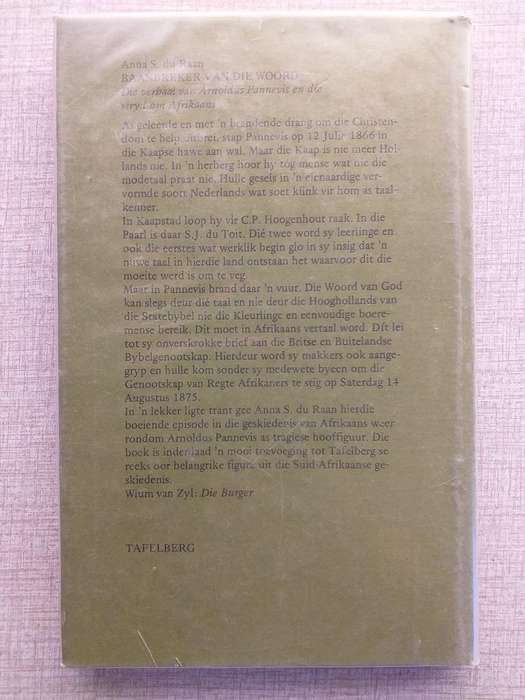 Anna S. du Raan
BAANBREKER VAN DIE WOORD
Die verhaal van Arnoldus Pannevis en die
stryd om Afrikaans
As geleerde en met 'n brandende drang om die Christen-
dom te help uitbrei, stap Pannevis op 12 Julie 1866 in
die Kaapse hawe aan wal. Maar die Kaap is nie meer Hol-
lands nie. In 'n herberg hoor hy tog mense wat nie die
modetaal praat nie. Hulle gesels in 'n eienaardige ver-
vormde soort Nederlands wat soet klink vir hom as taal-
kenner.
In Kaapstad loop hy vir C.P. Hoogenhout raak. In die
Paarl is daar S.J. du Toit. Dié twee word sy leerlinge en
ook die eerstes wat werklik begin glo in sy insig dat 'n
nuwe taal in hierdie land ontstaan het waarvoor dit die
moeite werd is om te veg.
Maar in Pannevis brand daar 'n vuur. Die Woord van God
kan slegs deur dié taal en nie deur die Hooghollands van
die Statebybel nie die Kleurlinge en eenvoudige boere-
mense bereik. Dit moet in Afrikaans vertaal word. Dít lei
tot sy onverskrokke brief aan die Britse en Buitelandse
Bybelgenootskap. Hierdeur word sy makkers ook aange-
gryp en hulle kom sonder sy medewete byeen om die
Genootskap van Regte Afrikaners te stig op Saterdag 14
Augustus 1875.
In 'n lekker ligte trant gee Anna S. du Raan hierdie
boeiende episode in die geskiedenis van Afrikaans weer
rondom Arnoldus Pannevis as tragiese hooffiguur. Die
boek is inderdaad 'n mooi toevoeging tot Tafelberg se
reeks oor belangrike figure uit die Suid-Afrikaanse ge-
skiedenis.
Wium van Zyl: Die Burger
TAFELBERG